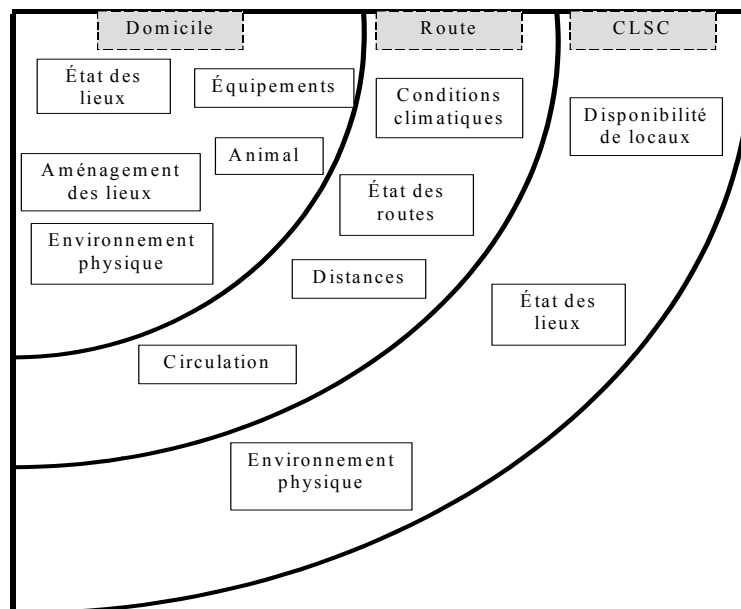 Domicile
Route
CLSC
État des
lieux
Équipements
Conditions
climatiques
Disponibilité
de locaux
Animal
Aménagement
des lieux
État des
routes
Environnement
physique
Distances
État des
lieux
Circulation
Environnement
physique